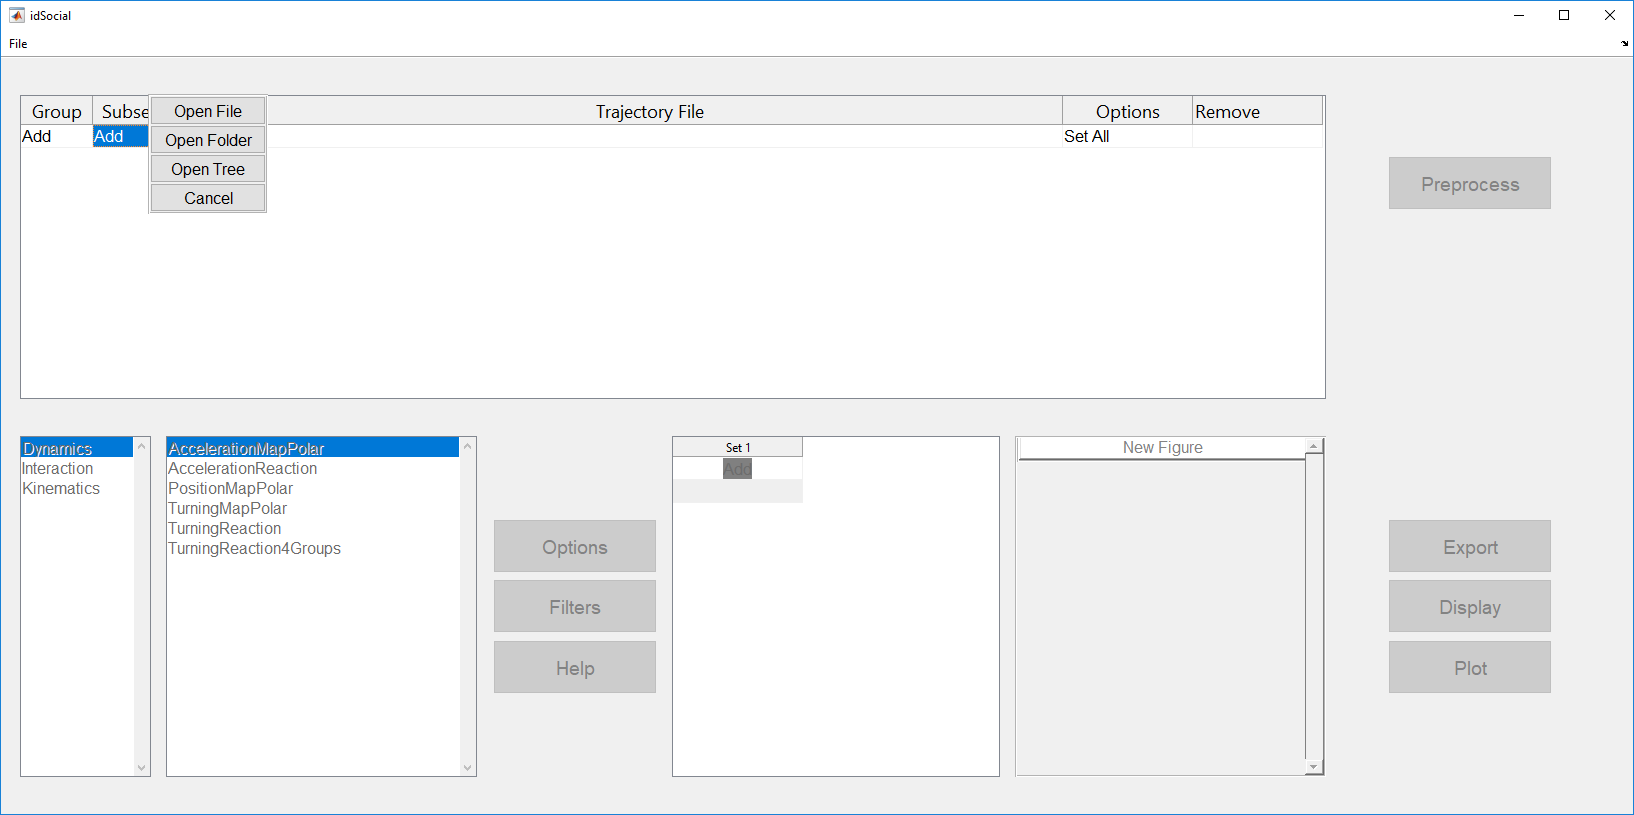 idSocial
File
Group Subse Trajectory File Options Remove
Add Add Set All
Open File
Open Folder
Open Tree
Cancel
Preprocess
Dynamics
Interaction
Kinematics
AccelerationMapPolar
AccelerationReaction
PositionMapPolar
TurningMapPolar
TurningReaction
TurningReaction4Groups
Options
Filters
Help
Set 1
Add
New Figure
Export
Display
Plot